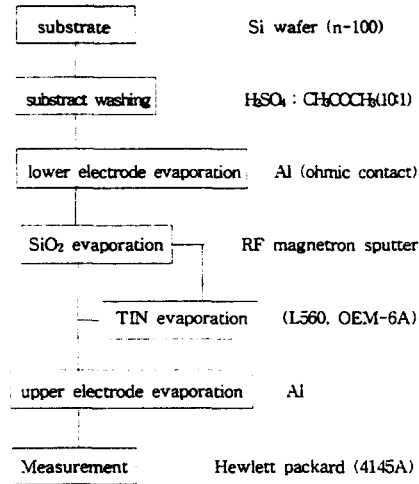 substrate Si wafer (n-100)
substract washing H₂SO₄ : CH₃COCH₃(10:1)
lower electrode evaporation Al (ohmic contact)
SiO₂ evaporation RF magnetron sputter
TIN evaporation (L560, OEM-6A)
upper electrode evaporation Al
Measurement Hewlett packard (4145A)